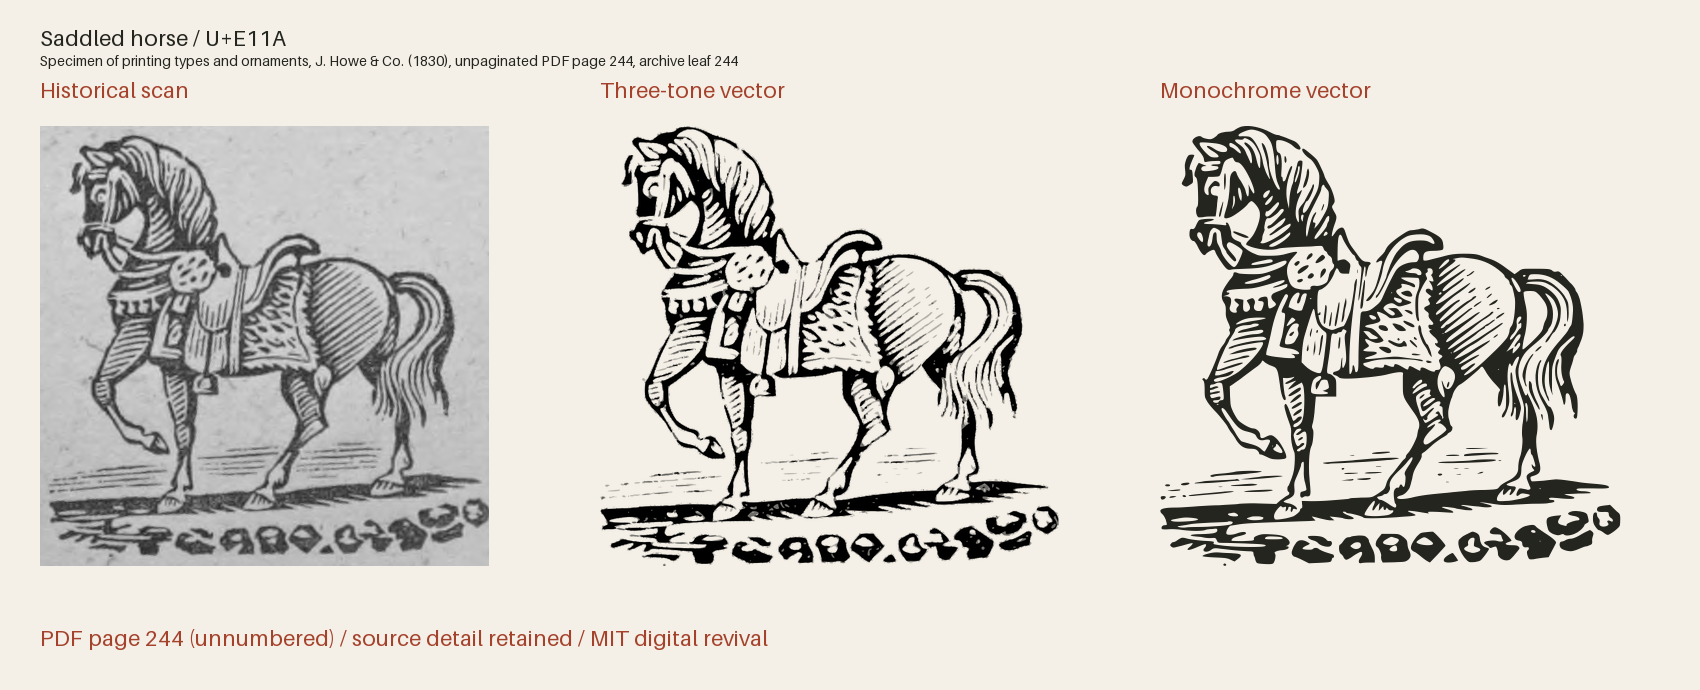 Saddled horse / U+E11A
Specimen of printing types and ornaments, J. Howe & Co. (1830), unpaginated PDF page 244, archive leaf 244
Historical scan
Three-tone vector
Monochrome vector
PDF page 244 (unnumbered) / source detail retained / MIT digital revival